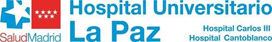 Hospital Universitario
La Paz
Hospital Carlos III
Hospital Cantoblanco
SaludMadrid